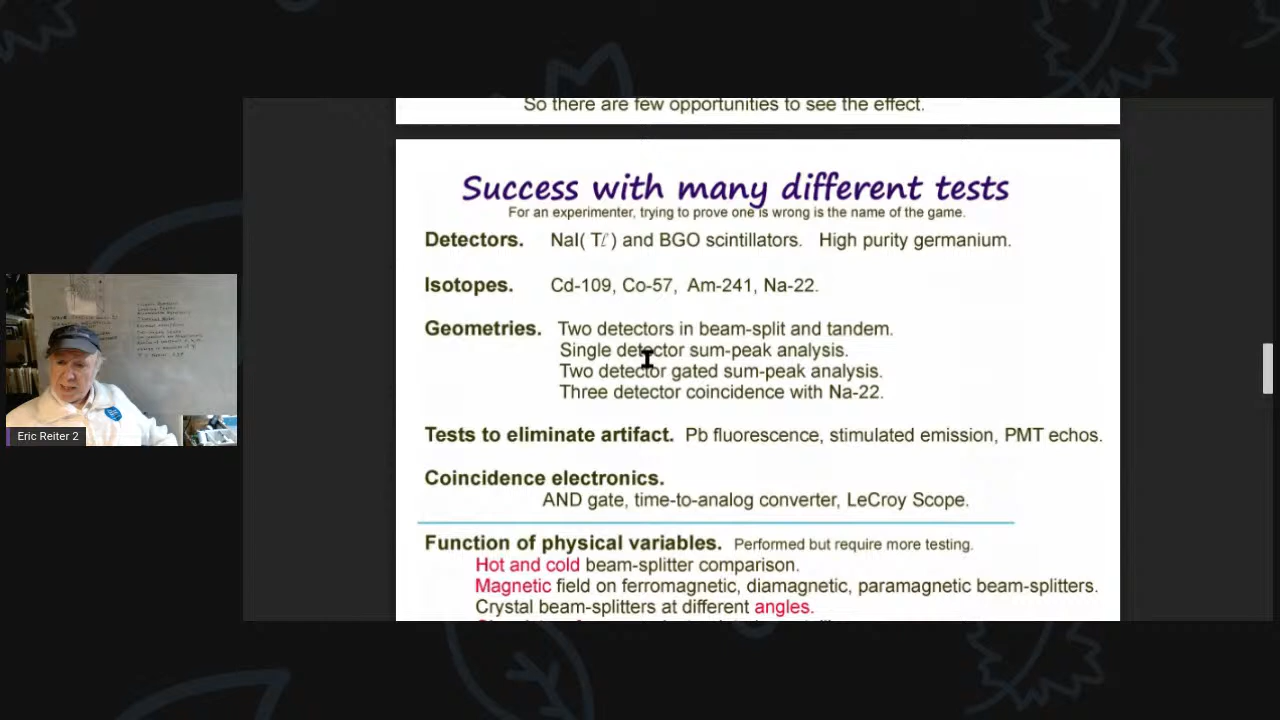 So there are few opportunities to see the effect.
Success with many different tests
For an experimenter, trying to prove one is wrong is the name of the game.
Detectors. NaI( Tℓ ) and BGO scintillators. High purity germanium.
Isotopes. Cd-109, Co-57, Am-241, Na-22.
Geometries. Two detectors in beam-split and tandem.
Single detector sum-peak analysis.
Two detector gated sum-peak analysis.
Three detector coincidence with Na-22.
Tests to eliminate artifact. Pb fluorescence, stimulated emission, PMT echos.
Coincidence electronics.
AND gate, time-to-analog converter, LeCroy Scope.
Function of physical variables. Performed but require more testing.
Hot and cold beam-splitter comparison.
Magnetic field on ferromagnetic, diamagnetic, paramagnetic beam-splitters.
Crystal beam-splitters at different angles.
Eric Reiter 2